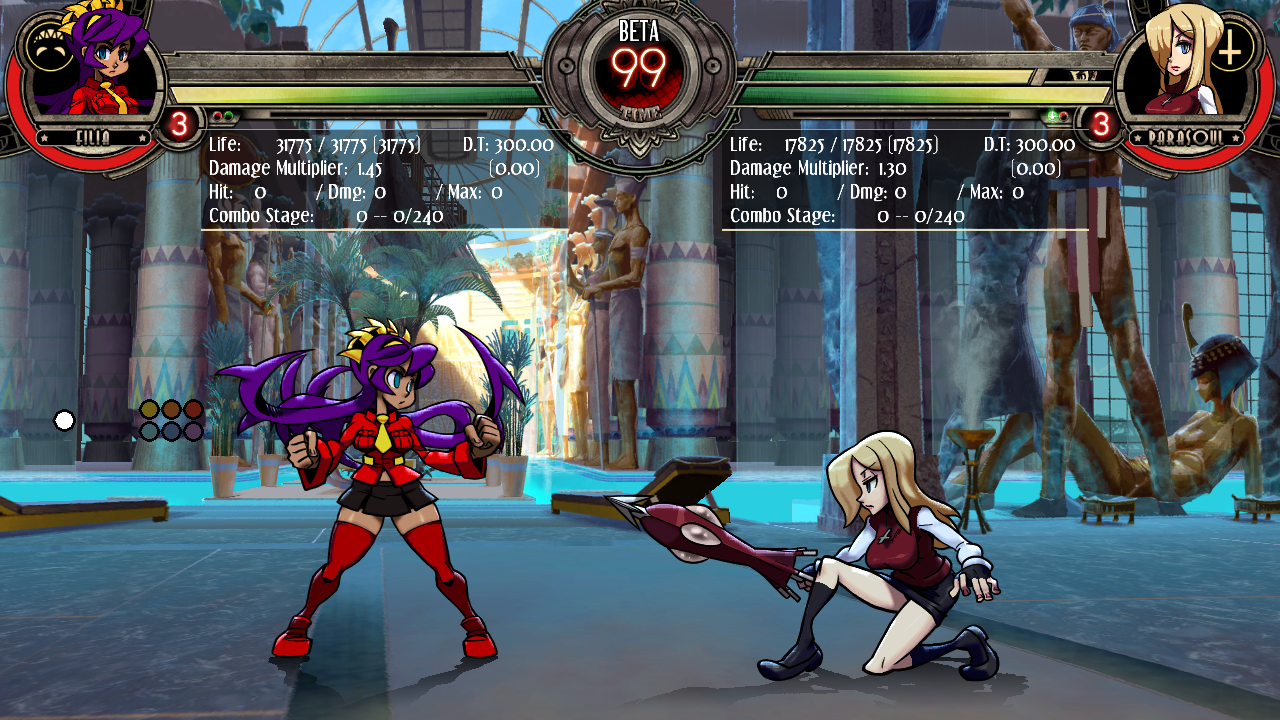 BETA
99
TIME
3
FILIA
3
PARASOUL
Life: 31775 / 31775 (31775) D.T: 300.00
Damage Multiplier: 1.45 (0.00)
Hit: 0 / Dmg: 0 / Max: 0
Combo Stage: 0 -- 0/240
Life: 17825 / 17825 (17825) D.T: 300.00
Damage Multiplier: 1.30 (0.00)
Hit: 0 / Dmg: 0 / Max: 0
Combo Stage: 0 -- 0/240